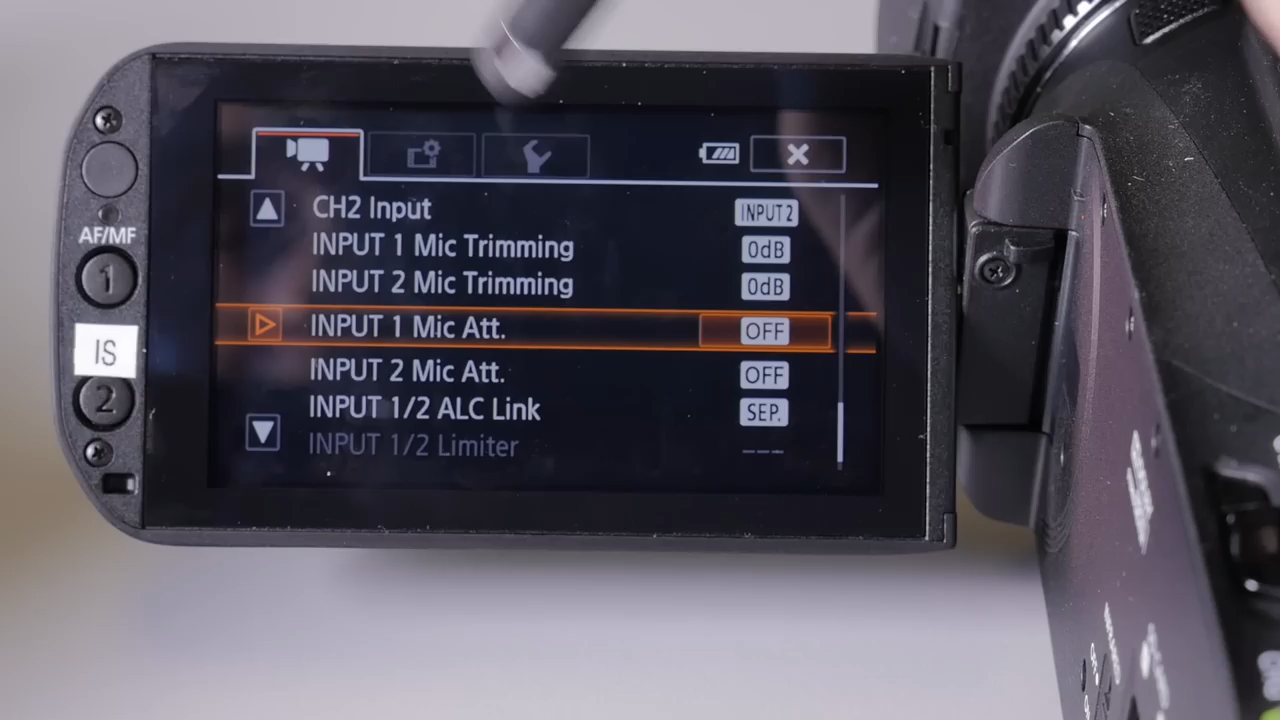 CH2 Input INPUT 2
INPUT 1 Mic Trimming 0dB
INPUT 2 Mic Trimming 0dB
INPUT 1 Mic Att. OFF
INPUT 2 Mic Att. OFF
INPUT 1/2 ALC Link SEP.
INPUT 1/2 Limiter ----
AF/MF
1
IS
2